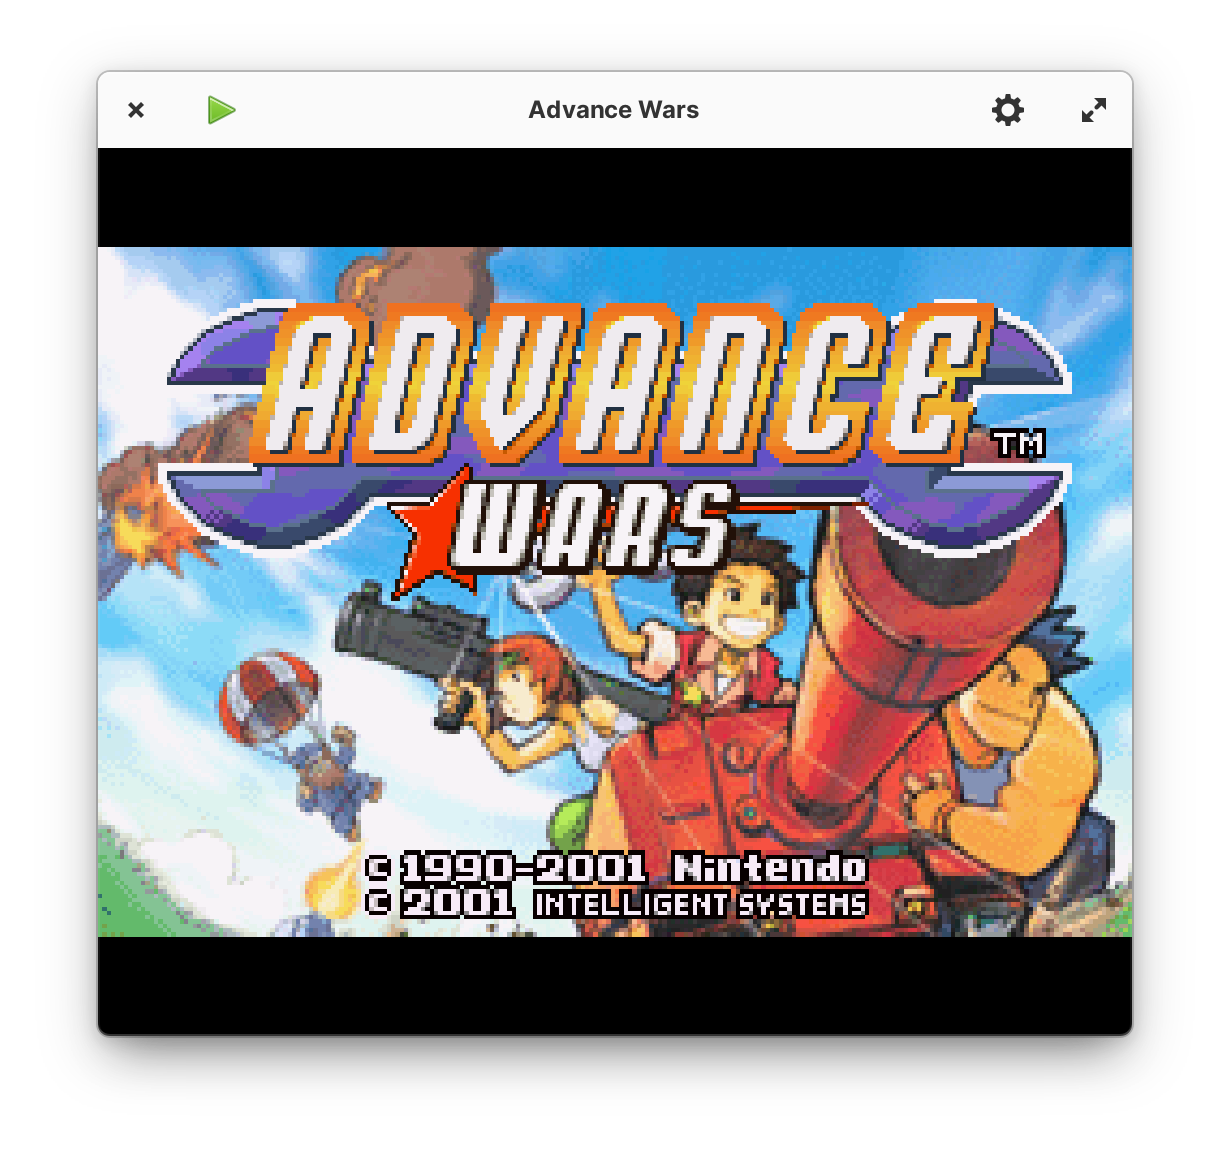 Advance Wars
ADVANCE
TM
WARS
© 1990-2001 Nintendo
© 2001 INTELLIGENT SYSTEMS